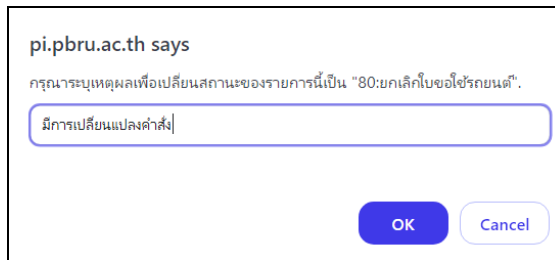 pi.pbru.ac.th says
กรุณาระบุเหตุผลเพื่อเปลี่ยนสถานะของรายการนี้เป็น "80:ยกเลิกใบขอใช้รถยนต์".
มีการเปลี่ยนแปลงคำสั่ง
OK Cancel